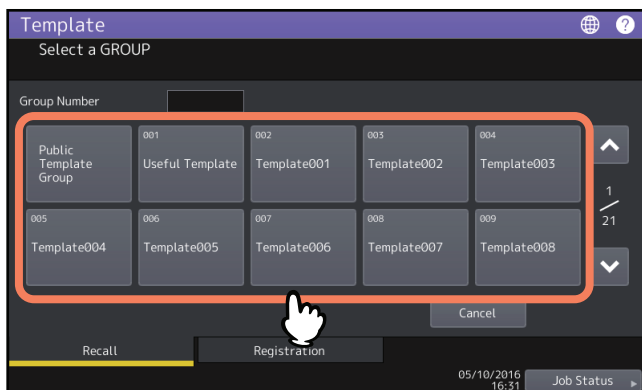 Template
?
Select a GROUP
Group Number
Public
Template
Group
001
Useful Template
002
Template001
003
Template002
004
Template003
1
21
005
Template004
006
Template005
007
Template006
008
Template007
009
Template008
Cancel
Recall
Registration
05/10/2016
16:31
Job Status